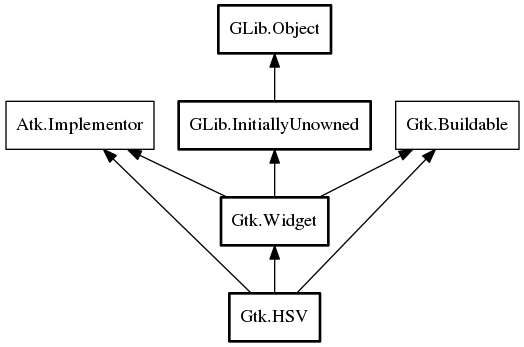 GLib.Object
Atk.Implementor
GLib.InitiallyUnowned
Gtk.Buildable
Gtk.Widget
Gtk.HSV